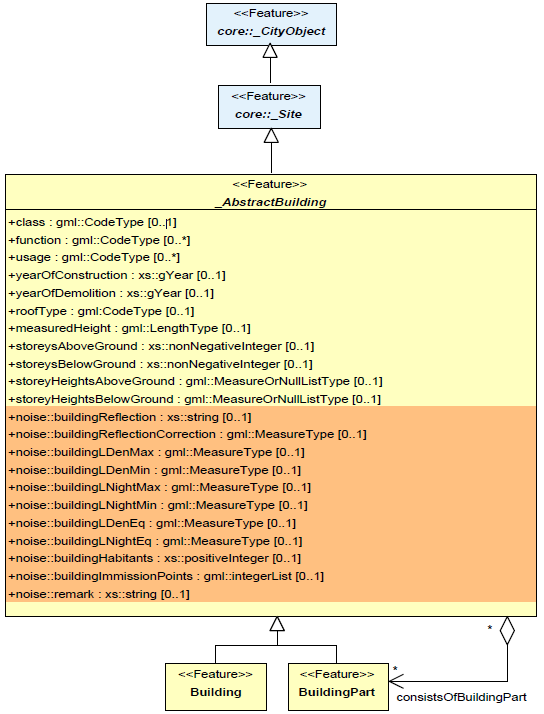 <<Feature>>
core::_CityObject
<<Feature>>
core::_Site
<<Feature>>
_AbstractBuilding
+class : gml::CodeType [0..1]
+function : gml::CodeType [0..*]
+usage : gml::CodeType [0..*]
+yearOfConstruction : xs::gYear [0..1]
+yearOfDemolition : xs::gYear [0..1]
+roofType : gml:CodeType [0..1]
+measuredHeight : gml::LengthType [0..1]
+storeysAboveGround : xs::nonNegativeInteger [0..1]
+storeysBelowGround : xs::nonNegativeInteger [0..1]
+storeyHeightsAboveGround : gml::MeasureOrNullListType [0..1]
+storeyHeightsBelowGround : gml::MeasureOrNullListType [0..1]
+noise::buildingReflection : xs::string [0..1]
+noise::buildingReflectionCorrection : gml::MeasureType [0..1]
+noise::buildingLDenMax : gml::MeasureType [0..1]
+noise::buildingLDenMin : gml::MeasureType [0..1]
+noise::buildingLNightMax : gml::MeasureType [0..1]
+noise::buildingLNightMin : gml::MeasureType [0..1]
+noise::buildingLDenEq : gml::MeasureType [0..1]
+noise::buildingLNightEq : gml::MeasureType [0..1]
+noise::buildingHabitants : xs::positiveInteger [0..1]
+noise::buildingImmissionPoints : gml::integerList [0..1]
+noise::remark : xs::string [0..1]
*
<<Feature>>
Building
<<Feature>>
BuildingPart
*
consistsOfBuildingPart